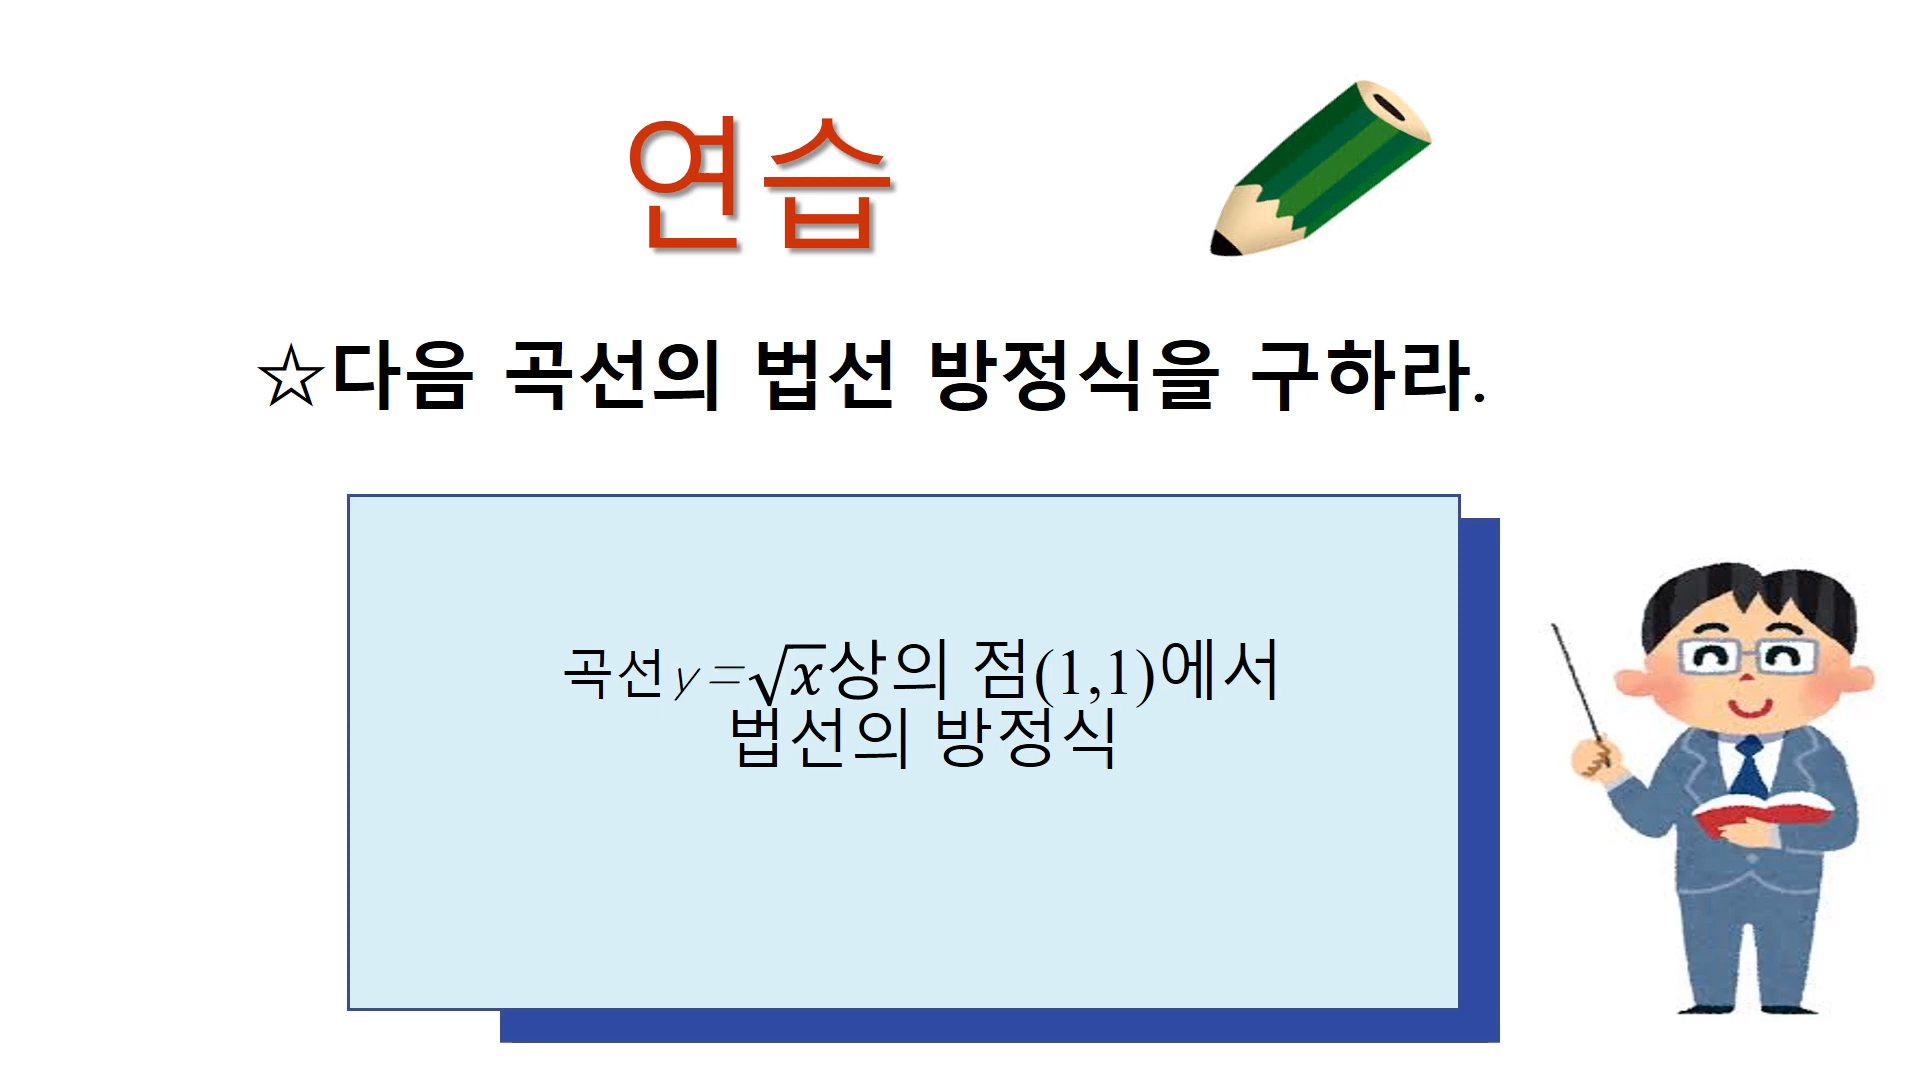 연습
☆다음 곡선의 법선 방정식을 구하라.
곡선 y = √x상의 점(1,1)에서
법선의 방정식